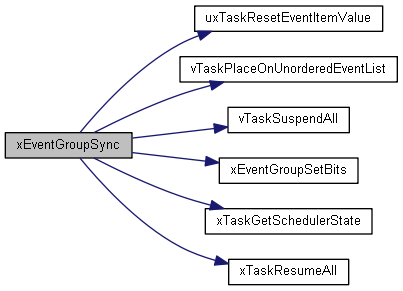 uxTaskResetEventItemValue
vTaskPlaceOnUnorderedEventList
vTaskSuspendAll
xEventGroupSync
xEventGroupSetBits
xTaskGetSchedulerState
xTaskResumeAll